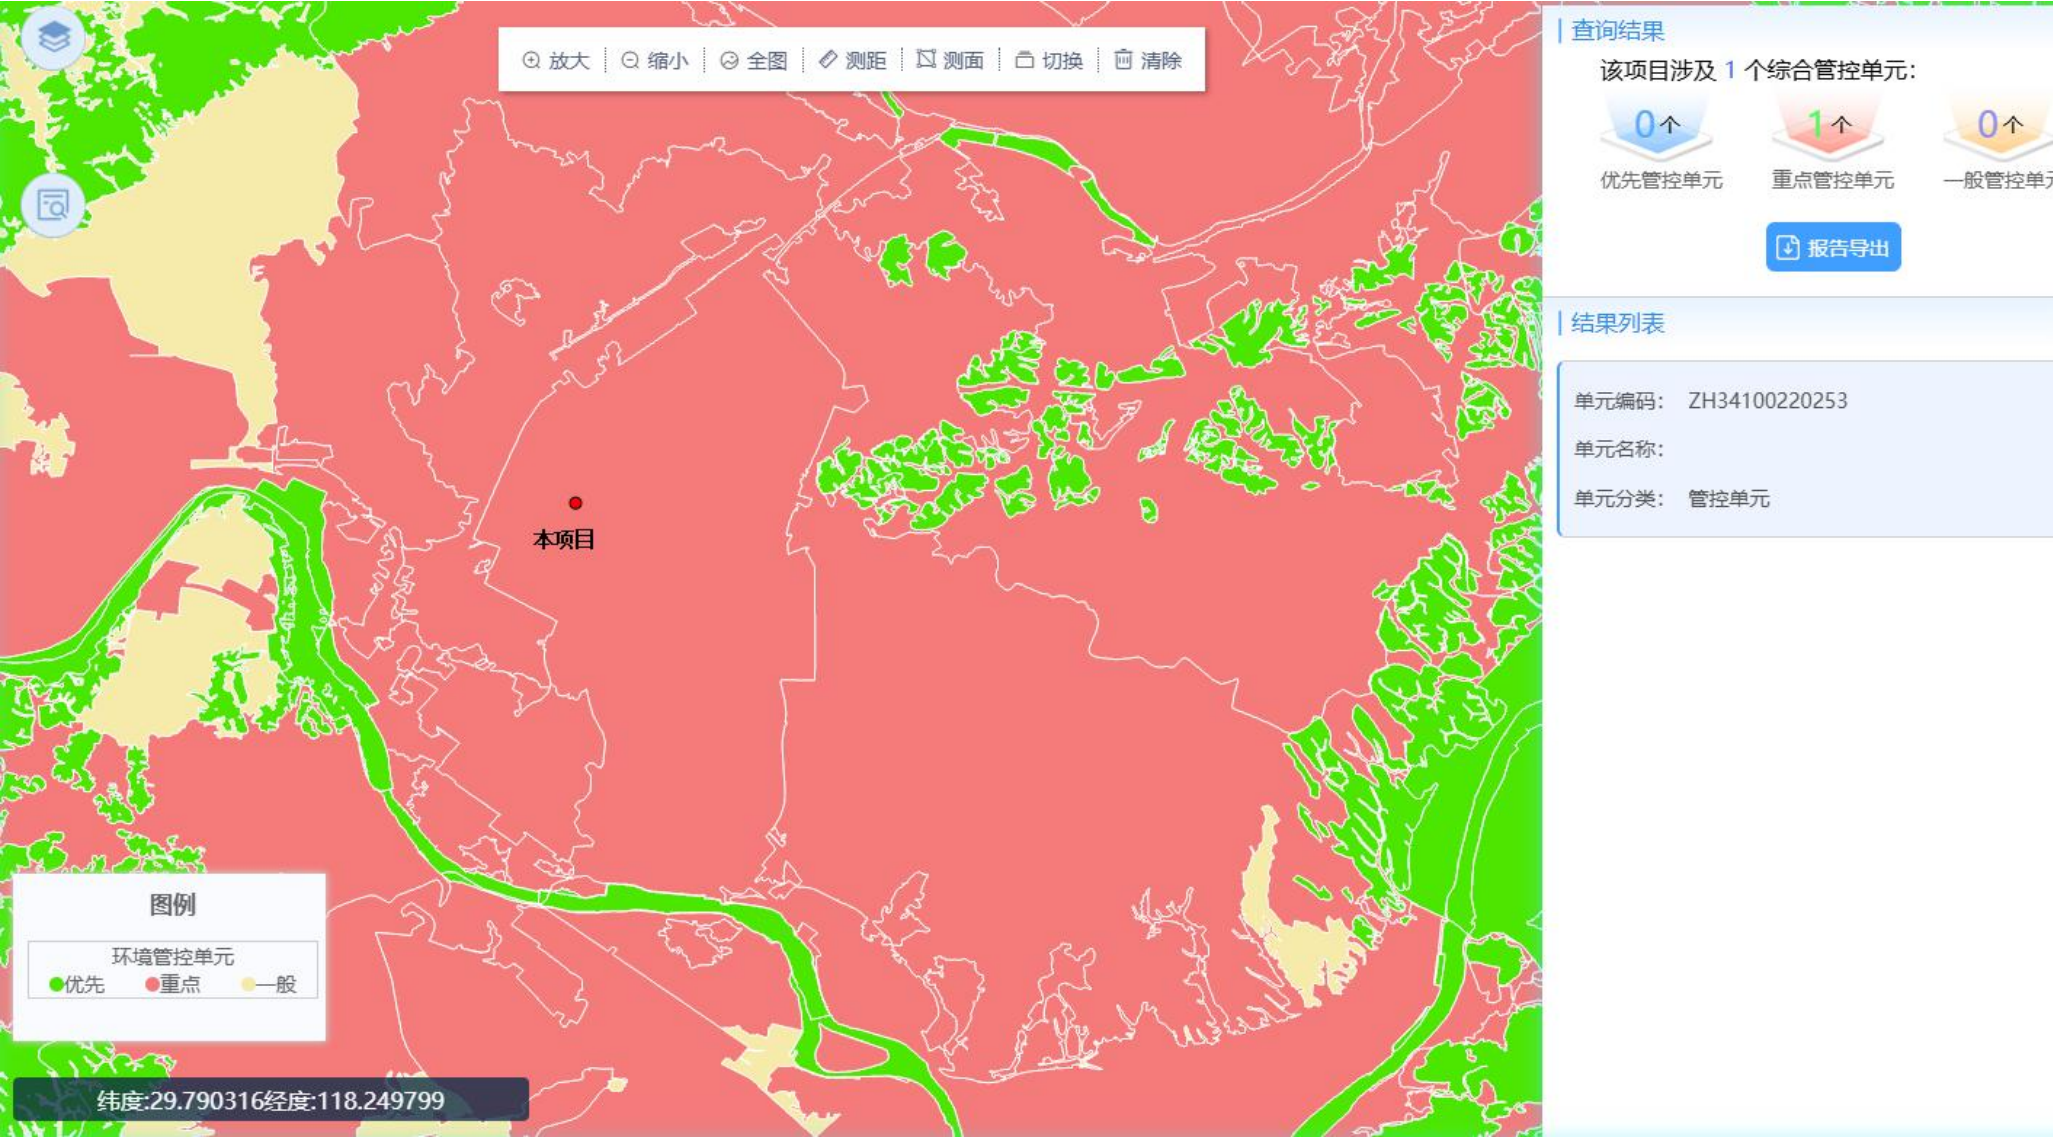 放大 缩小 全图 测距 测面 切换 清除
本项目
图例
环境管控单元
优先 重点 一般
纬度:29.790316经度:118.249799
查询结果
该项目涉及 1 个综合管控单元:
0个 1个 0个
优先管控单元 重点管控单元 一般管控单元
报告导出
结果列表
单元编码: ZH34100220253
单元名称:
单元分类: 管控单元